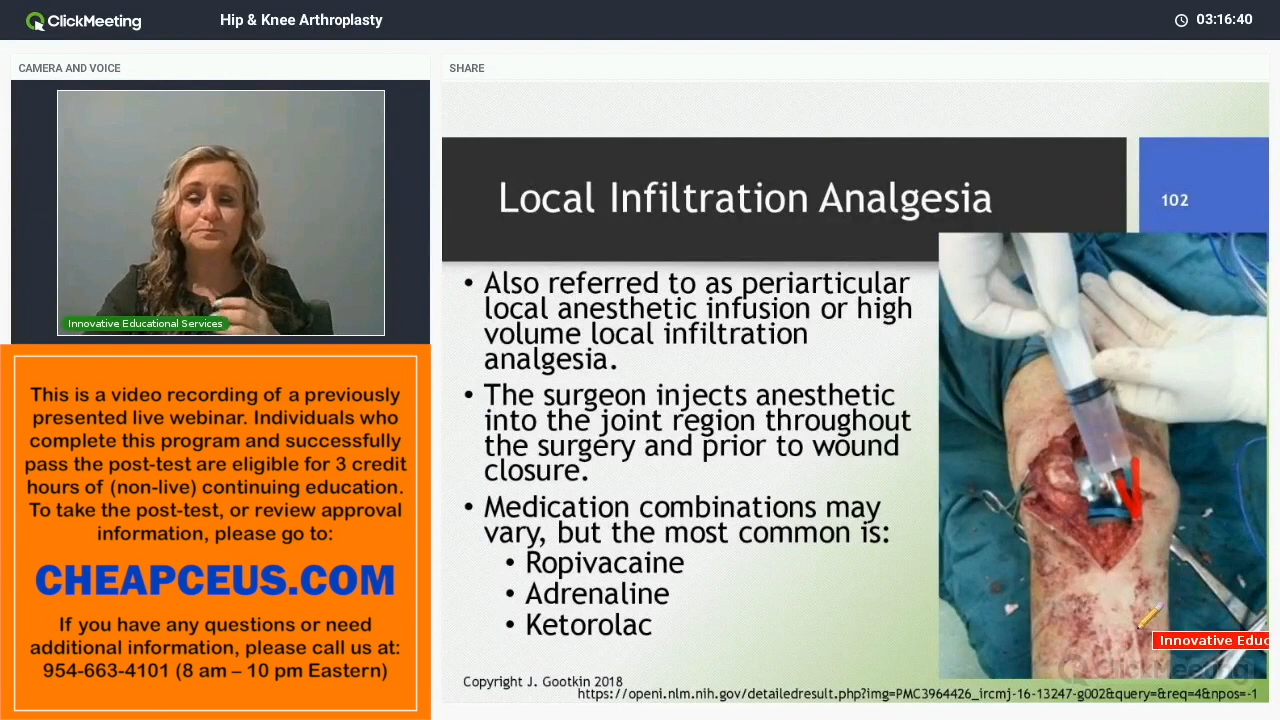 ClickMeeting
Hip & Knee Arthroplasty
03:16:40
CAMERA AND VOICE
SHARE
Innovative Educational Services
This is a video recording of a previously
presented live webinar. Individuals who
complete this program and successfully
pass the post-test are eligible for 3 credit
hours of (non-live) continuing education.
To take the post-test, or review approval
information, please go to:
CHEAPCEUS.COM
If you have any questions or need
additional information, please call us at:
954-663-4101 (8 am – 10 pm Eastern)
Local Infiltration Analgesia
102
• Also referred to as periarticular
local anesthetic infusion or high
volume local infiltration
analgesia.
• The surgeon injects anesthetic
into the joint region throughout
the surgery and prior to wound
closure.
• Medication combinations may
vary, but the most common is:
• Ropivacaine
• Adrenaline
• Ketorolac
Innovative Educ
ClickMeeting
Copyright J. Gootkin 2018
https://openi.nlm.nih.gov/detailedresult.php?img=PMC3964426_ircmj-16-13247-g002&query=&req=4&npos=-1